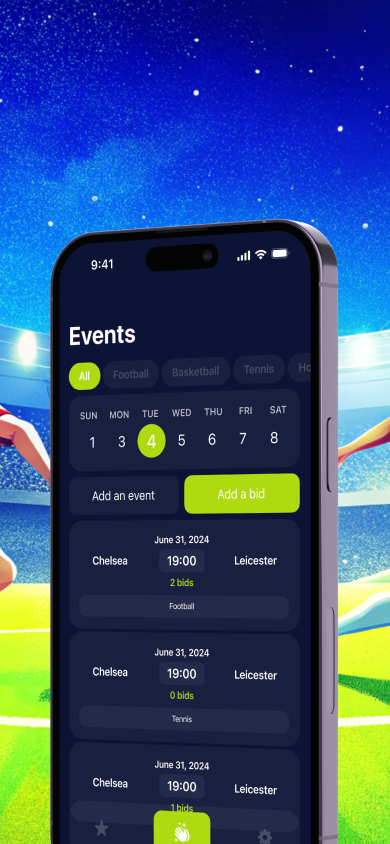 9:41
Events
All Football Basketball Tennis Ho
SUN MON TUE WED THU FRI SAT
1 3 4 5 6 7 8
Add an event Add a bid
June 31, 2024
Chelsea 19:00 Leicester
2 bids
Football
June 31, 2024
Chelsea 19:00 Leicester
0 bids
Tennis
June 31, 2024
Chelsea 19:00 Leicester
1 bids